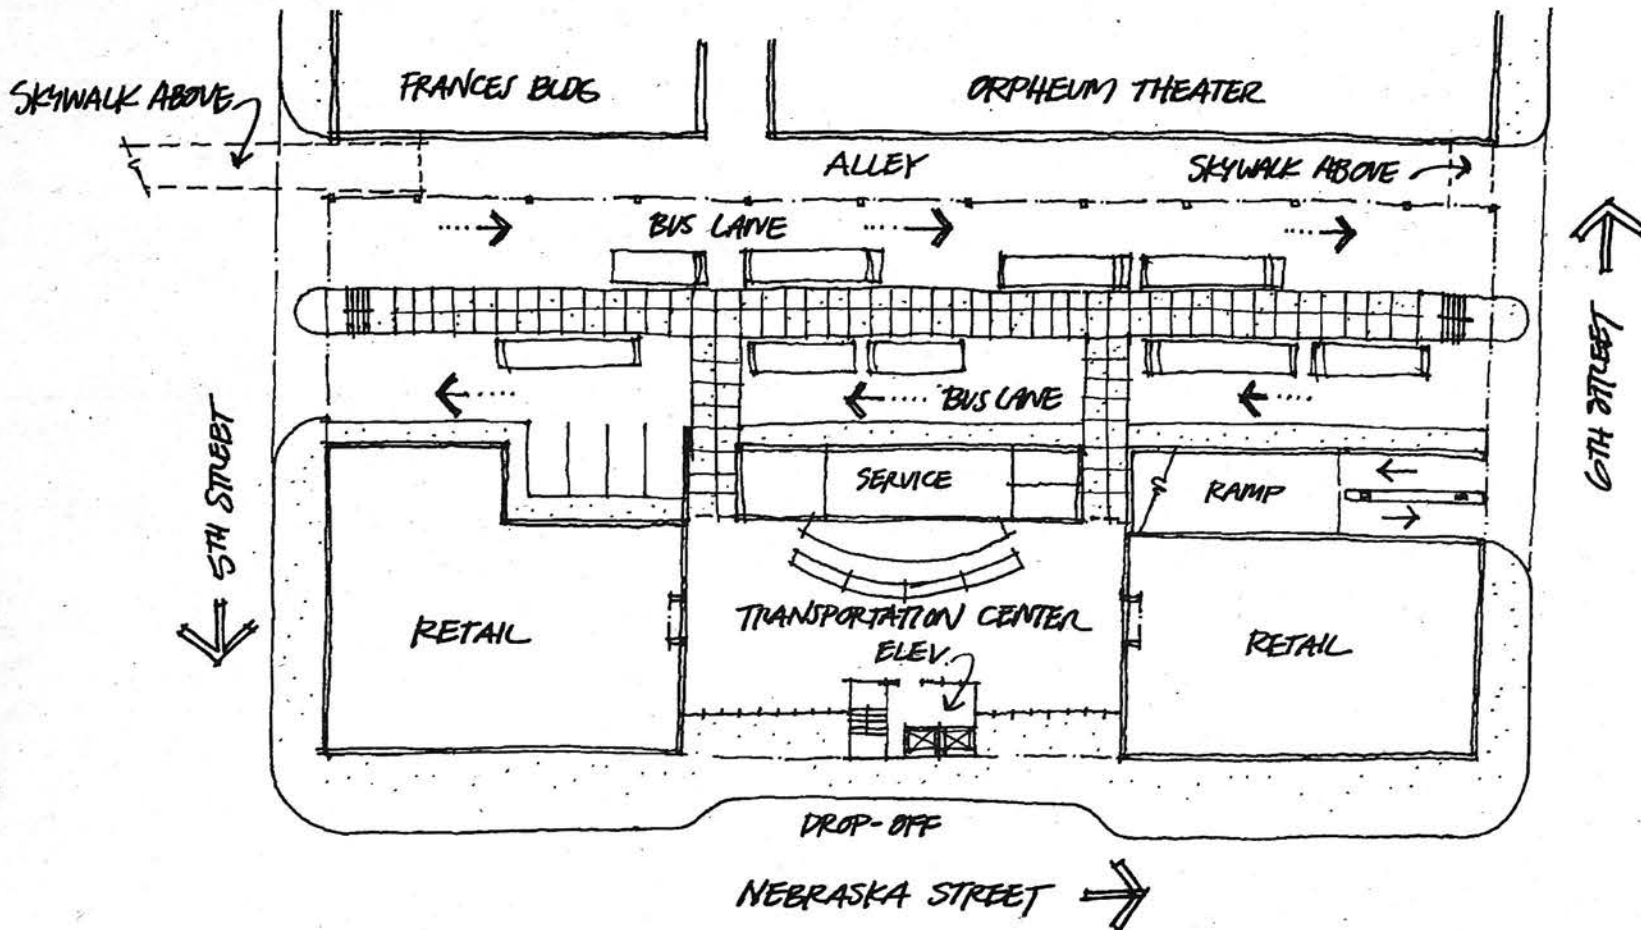 FRANCES BLDG
ORPHEUM THEATER
SKYWALK ABOVE
ALLEY
SKYWALK ABOVE
BUS LANE
BUS LANE
6TH STREET
5TH STREET
SERVICE
RAMP
TRANSPORTATION CENTER
RETAIL
ELEV.
RETAIL
DROP-OFF
NEBRASKA STREET